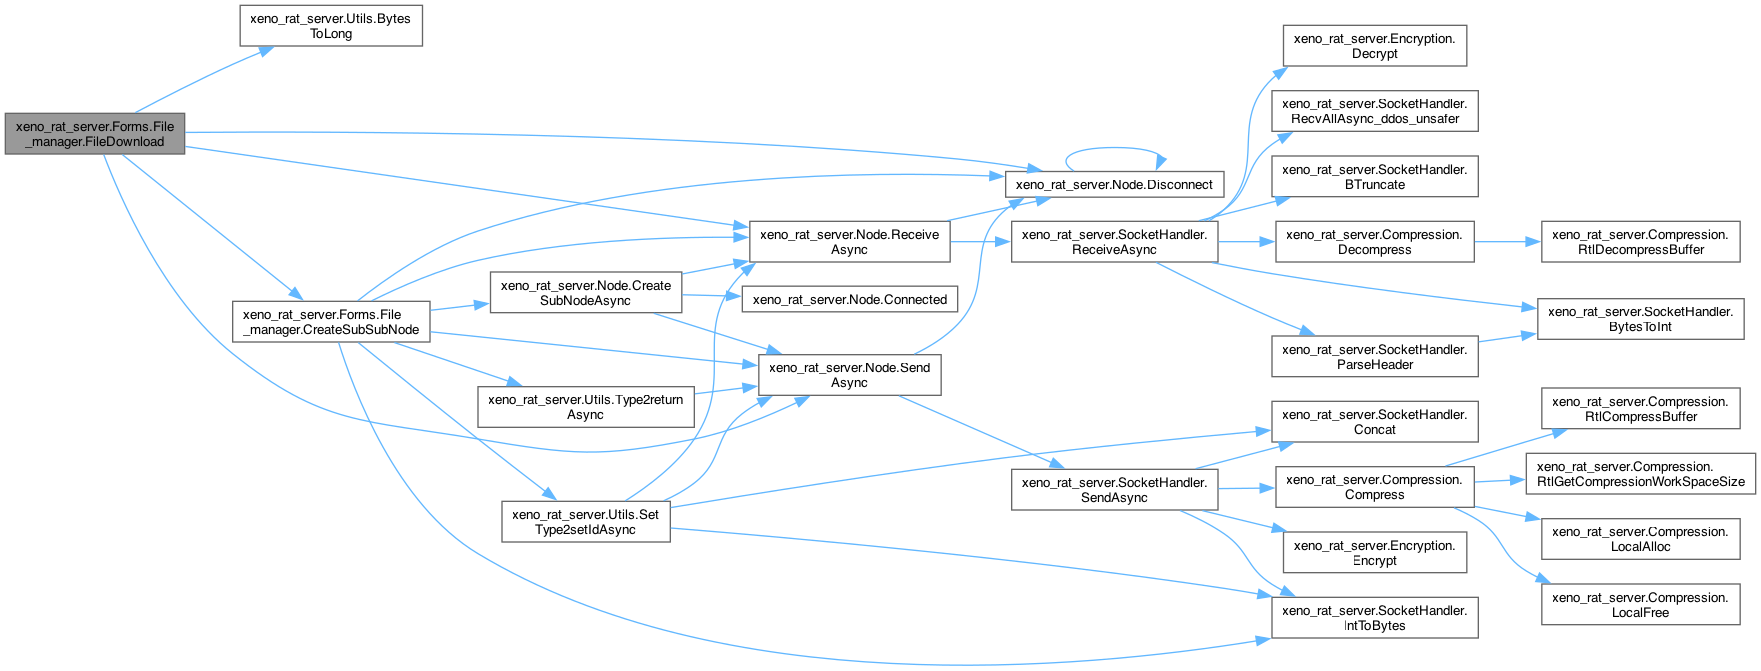 xeno_rat_server.Utils.Bytes
ToLong
xeno_rat_server.Forms.File
_manager.FileDownload
xeno_rat_server.Forms.File
_manager.CreateSubSubNode
xeno_rat_server.Node.Create
SubNodeAsync
xeno_rat_server.Utils.Type2return
Async
xeno_rat_server.Utils.Set
Type2setIdAsync
xeno_rat_server.Node.Receive
Async
xeno_rat_server.Node.Connected
xeno_rat_server.Node.Send
Async
xeno_rat_server.Node.Disconnect
xeno_rat_server.SocketHandler.
ReceiveAsync
xeno_rat_server.SocketHandler.
SendAsync
xeno_rat_server.Encryption.
Decrypt
xeno_rat_server.SocketHandler.
RecvAllAsync_ddos_unsafer
xeno_rat_server.SocketHandler.
BTruncate
xeno_rat_server.Compression.
Decompress
xeno_rat_server.SocketHandler.
ParseHeader
xeno_rat_server.SocketHandler.
Concat
xeno_rat_server.Compression.
Compress
xeno_rat_server.Encryption.
Encrypt
xeno_rat_server.SocketHandler.
IntToBytes
xeno_rat_server.Compression.
RtlDecompressBuffer
xeno_rat_server.SocketHandler.
BytesToInt
xeno_rat_server.Compression.
RtlCompressBuffer
xeno_rat_server.Compression.
RtlGetCompressionWorkSpaceSize
xeno_rat_server.Compression.
LocalAlloc
xeno_rat_server.Compression.
LocalFree